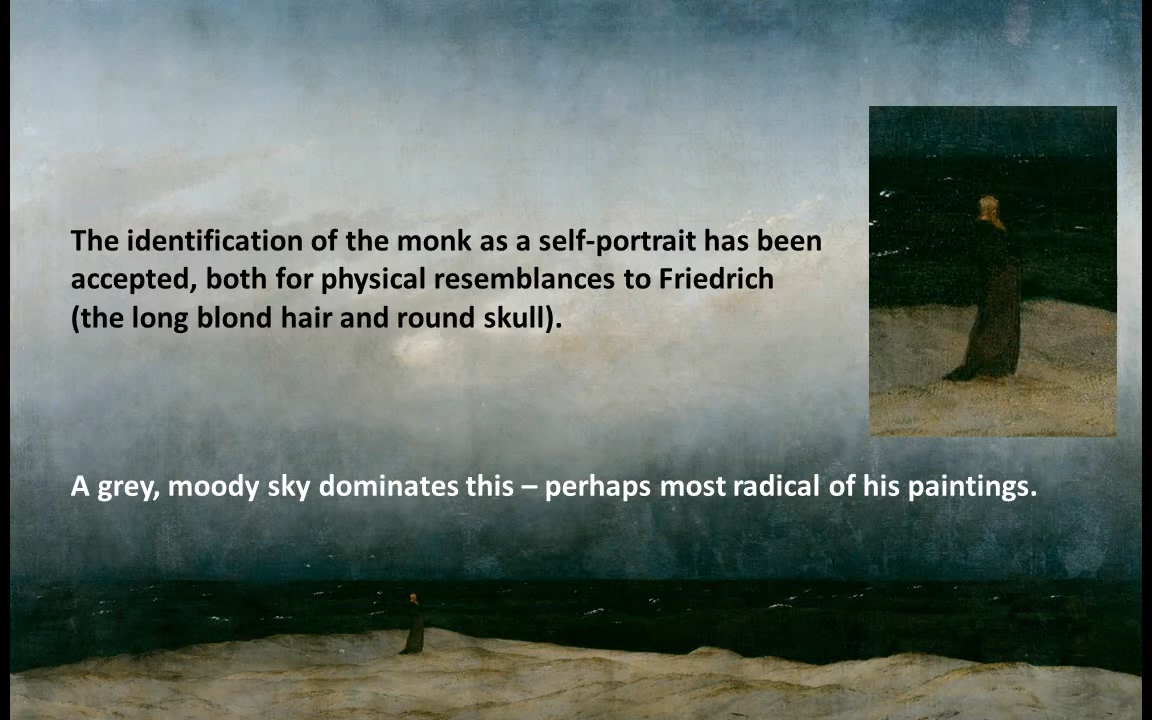 The identification of the monk as a self-portrait has been
accepted, both for physical resemblances to Friedrich
(the long blond hair and round skull).
A grey, moody sky dominates this – perhaps most radical of his paintings.